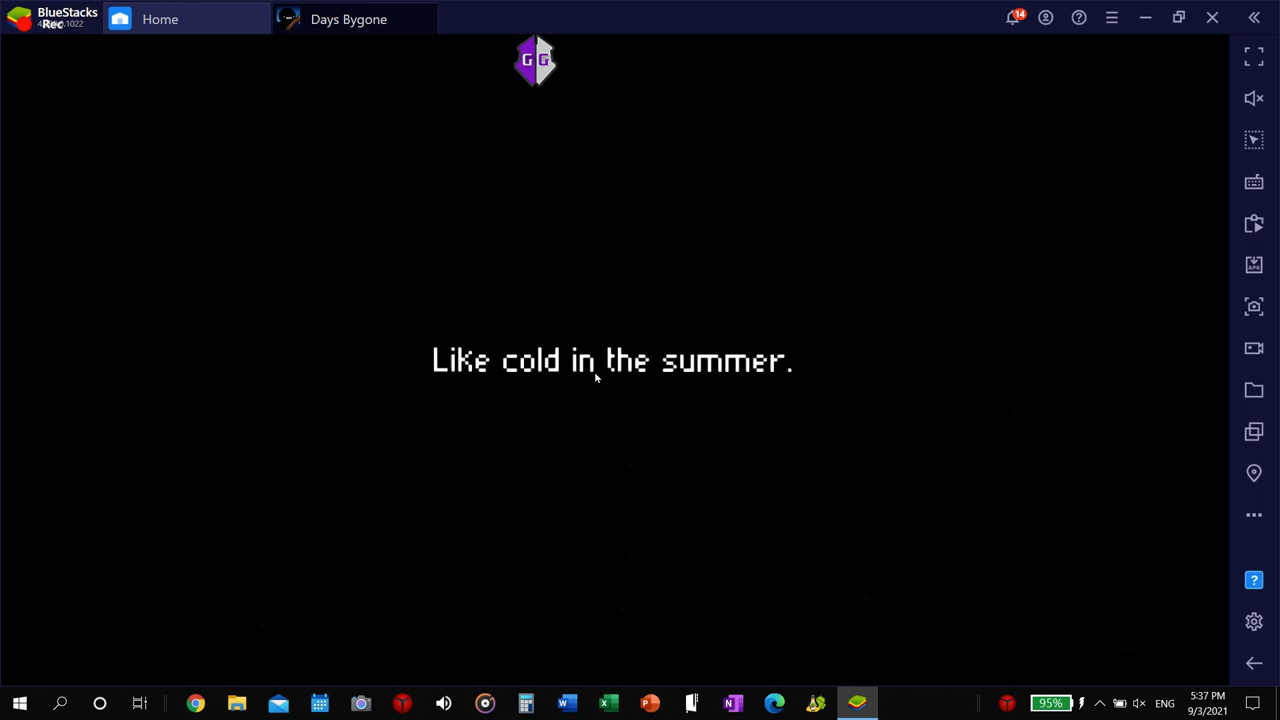 BlueStacks
Rec
Home
Days Bygone
14
GG
Like cold in the summer.
APK
?
95%
ENG
5:37 PM
9/3/2021